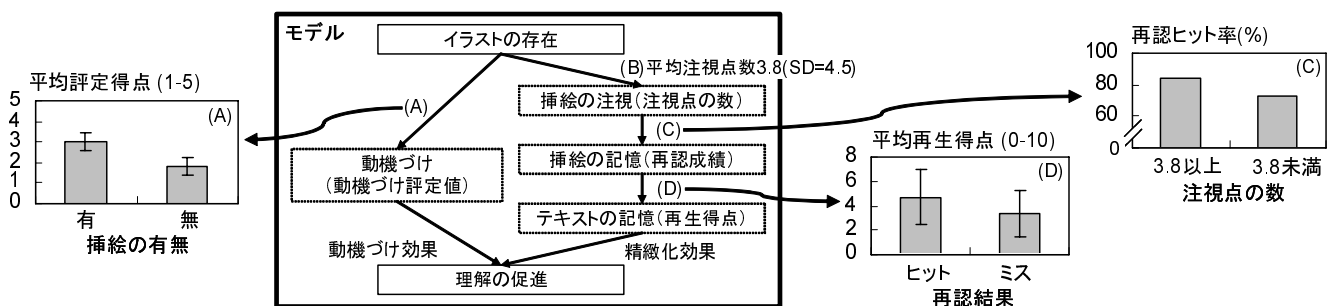 モデル
イラストの存在
(B)平均注視点数3.8(SD=4.5)
挿絵の注視(注視点の数)
(A)
(C)
動機づけ
(動機づけ評定値)
挿絵の記憶(再認成績)
(D)
テキストの記憶(再生得点)
動機づけ効果
精緻化効果
理解の促進
平均評定得点 (1-5)
(A)
5
4
3
2
1
0
有 無
挿絵の有無
平均再生得点 (0-10)
(D)
8
6
4
2
0
ヒット ミス
再認結果
再認ヒット率(%)
(C)
100
80
60
0
3.8以上 3.8未満
注視点の数